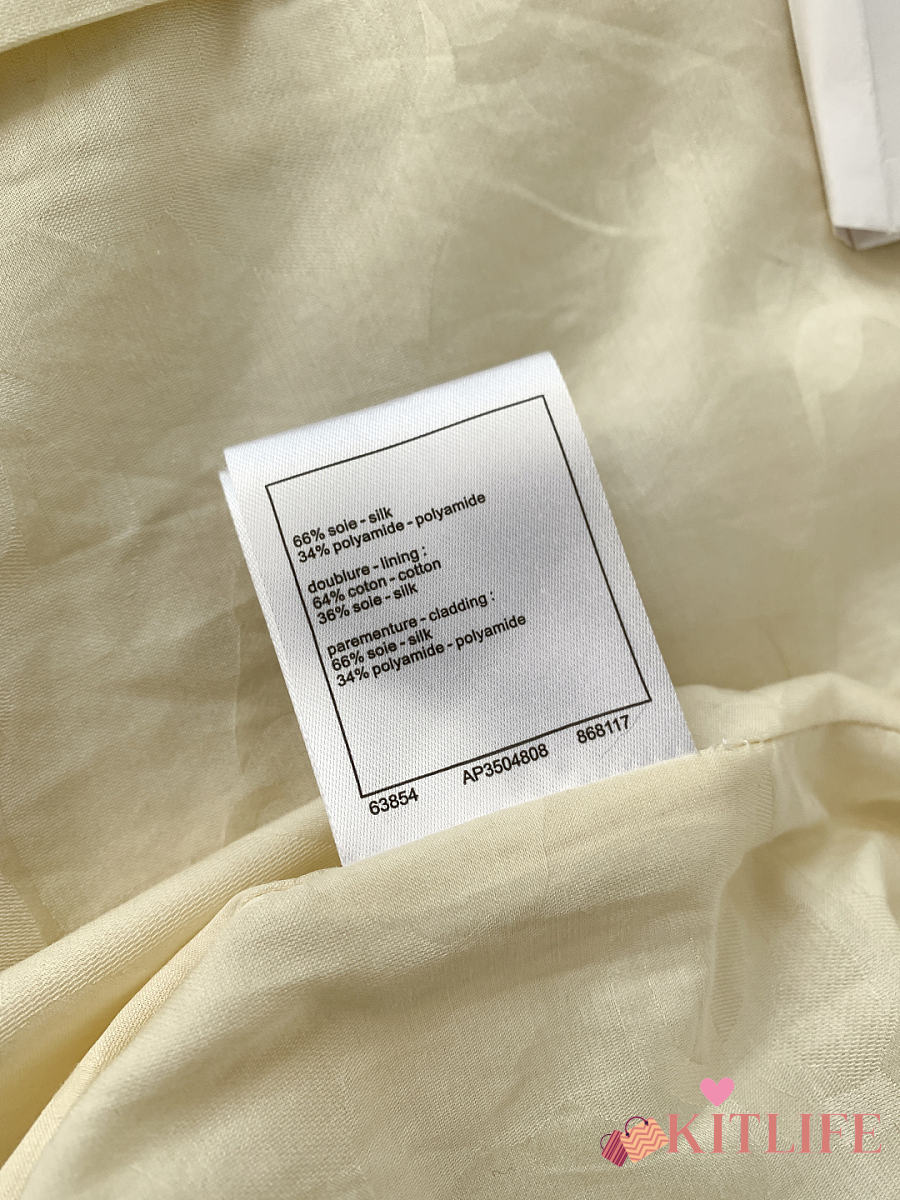 66% soie - silk
34% polyamide - polyamide
doublure - lining :
64% coton - cotton
36% soie - silk
parementure - cladding :
66% soie - silk
34% polyamide - polyamide
63854 AP3504808 868117
KITLIFE